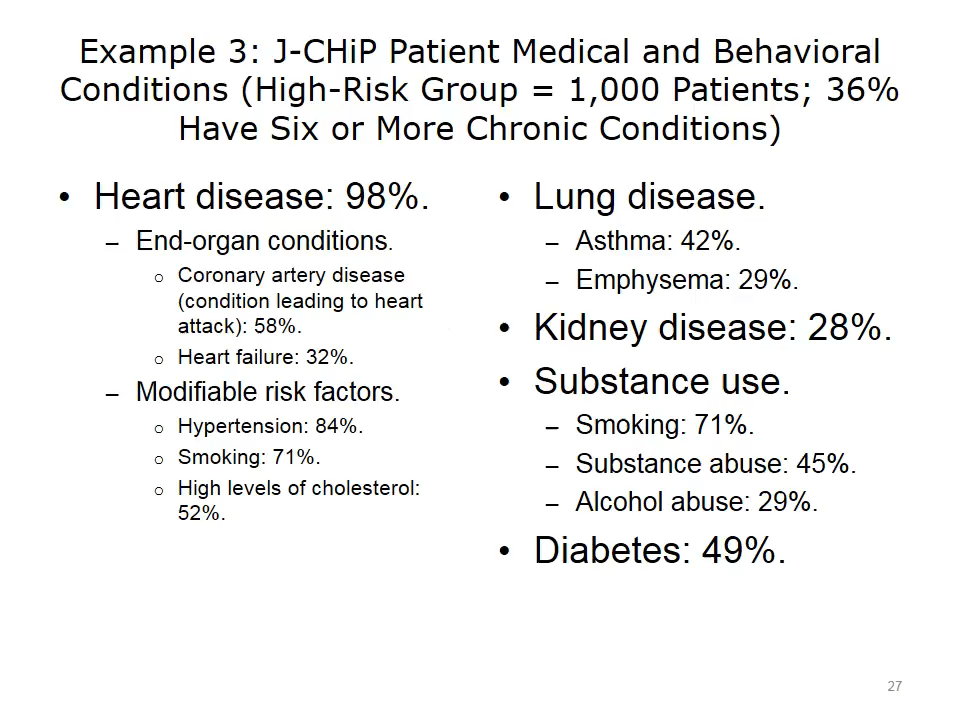 Example 3: J-CHiP Patient Medical and Behavioral
Conditions (High-Risk Group = 1,000 Patients; 36%
Have Six or More Chronic Conditions)
• Heart disease: 98%.
– End-organ conditions.
o Coronary artery disease
(condition leading to heart
attack): 58%.
o Heart failure: 32%.
– Modifiable risk factors.
o Hypertension: 84%.
o Smoking: 71%.
o High levels of cholesterol:
52%.
• Lung disease.
– Asthma: 42%.
– Emphysema: 29%.
• Kidney disease: 28%.
• Substance use.
– Smoking: 71%.
– Substance abuse: 45%.
– Alcohol abuse: 29%.
• Diabetes: 49%.
27